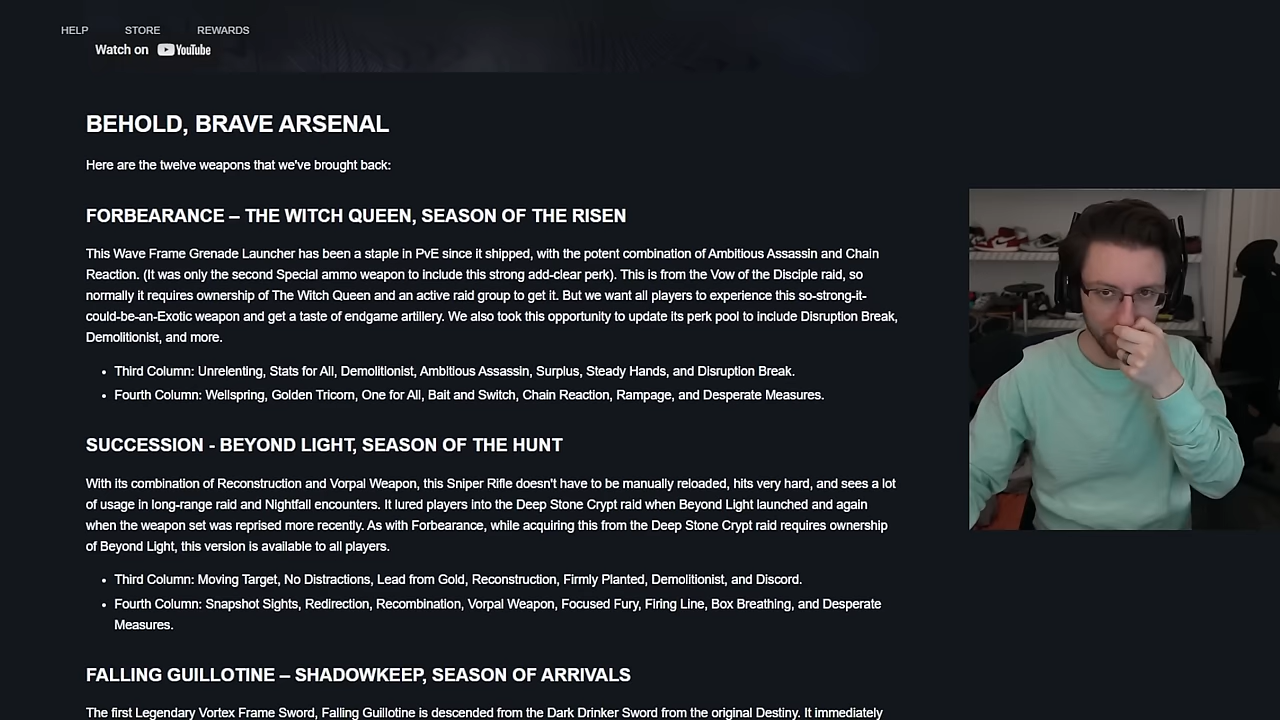 HELP STORE REWARDS
Watch on YouTube
BEHOLD, BRAVE ARSENAL
Here are the twelve weapons that we've brought back:
FORBEARANCE – THE WITCH QUEEN, SEASON OF THE RISEN
This Wave Frame Grenade Launcher has been a staple in PvE since it shipped, with the potent combination of Ambitious Assassin and Chain
Reaction. (It was only the second Special ammo weapon to include this strong add-clear perk). This is from the Vow of the Disciple raid, so
normally it requires ownership of The Witch Queen and an active raid group to get it. But we want all players to experience this so-strong-it-
could-be-an-Exotic weapon and get a taste of endgame artillery. We also took this opportunity to update its perk pool to include Disruption Break,
Demolitionist, and more.
• Third Column: Unrelenting, Stats for All, Demolitionist, Ambitious Assassin, Surplus, Steady Hands, and Disruption Break.
• Fourth Column: Wellspring, Golden Tricorn, One for All, Bait and Switch, Chain Reaction, Rampage, and Desperate Measures.
SUCCESSION - BEYOND LIGHT, SEASON OF THE HUNT
With its combination of Reconstruction and Vorpal Weapon, this Sniper Rifle doesn't have to be manually reloaded, hits very hard, and sees a lot
of usage in long-range raid and Nightfall encounters. It lured players into the Deep Stone Crypt raid when Beyond Light launched and again
when the weapon set was reprised more recently. As with Forbearance, while acquiring this from the Deep Stone Crypt raid requires ownership
of Beyond Light, this version is available to all players.
• Third Column: Moving Target, No Distractions, Lead from Gold, Reconstruction, Firmly Planted, Demolitionist, and Discord.
• Fourth Column: Snapshot Sights, Redirection, Recombination, Vorpal Weapon, Focused Fury, Firing Line, Box Breathing, and Desperate
Measures.
FALLING GUILLOTINE – SHADOWKEEP, SEASON OF ARRIVALS
The first Legendary Vortex Frame Sword, Falling Guillotine is descended from the Dark Drinker Sword from the original Destiny. It immediately